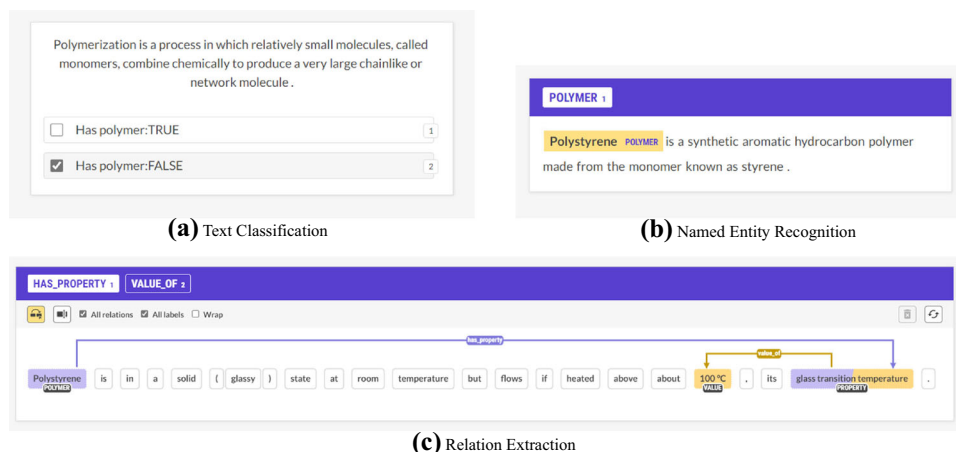 Polymerization is a process in which relatively small molecules, called
monomers, combine chemically to produce a very large chainlike or
network molecule .
Has polymer:TRUE 1
Has polymer:FALSE 2
(a) Text Classification
POLYMER 1
Polystyrene POLYMER is a synthetic aromatic hydrocarbon polymer
made from the monomer known as styrene .
(b) Named Entity Recognition
HAS_PROPERTY 1 VALUE_OF 2
All relations All labels Wrap
has_property
value_of
Polystyrene is in a solid ( glassy ) state at room temperature but flows if heated above about 100 °C , its glass transition temperature .
POLYMER VALUE PROPERTY
(c) Relation Extraction